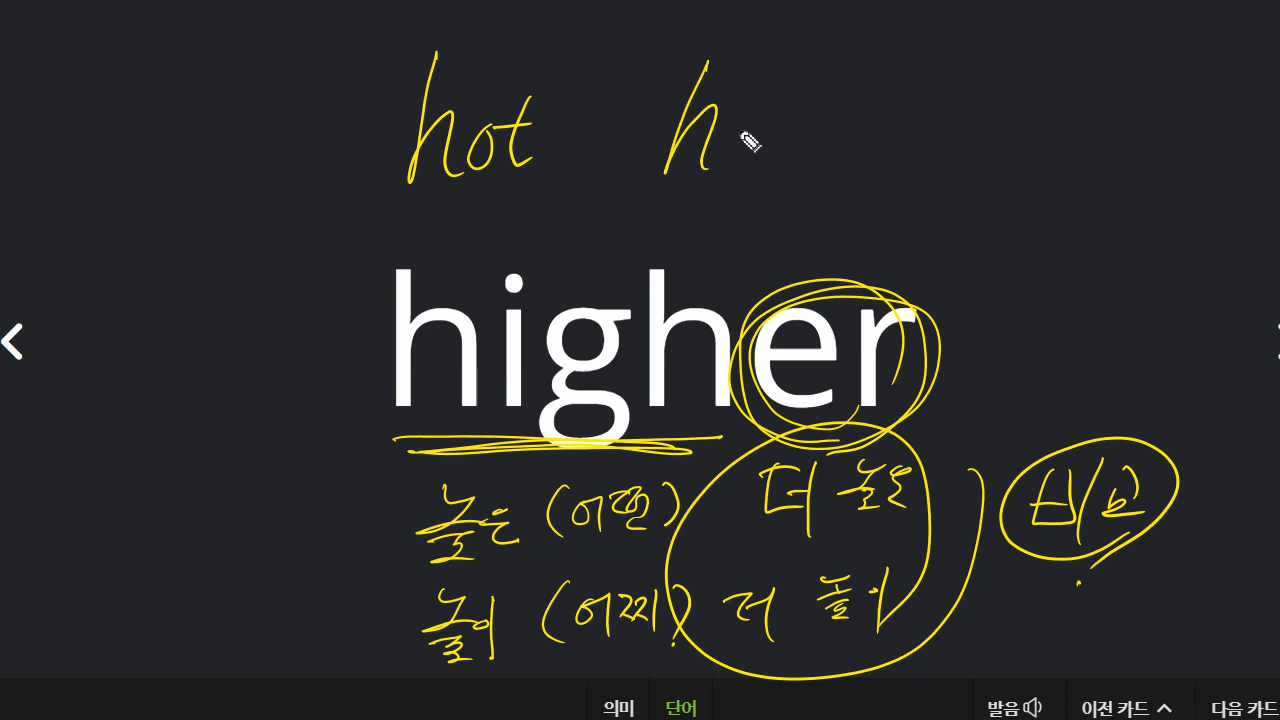 hot h
higher
높은 (어떤) 더 높은 비교
높이 (어찌) 더 높이
의미 단어 발음 이전 카드 다음 카드